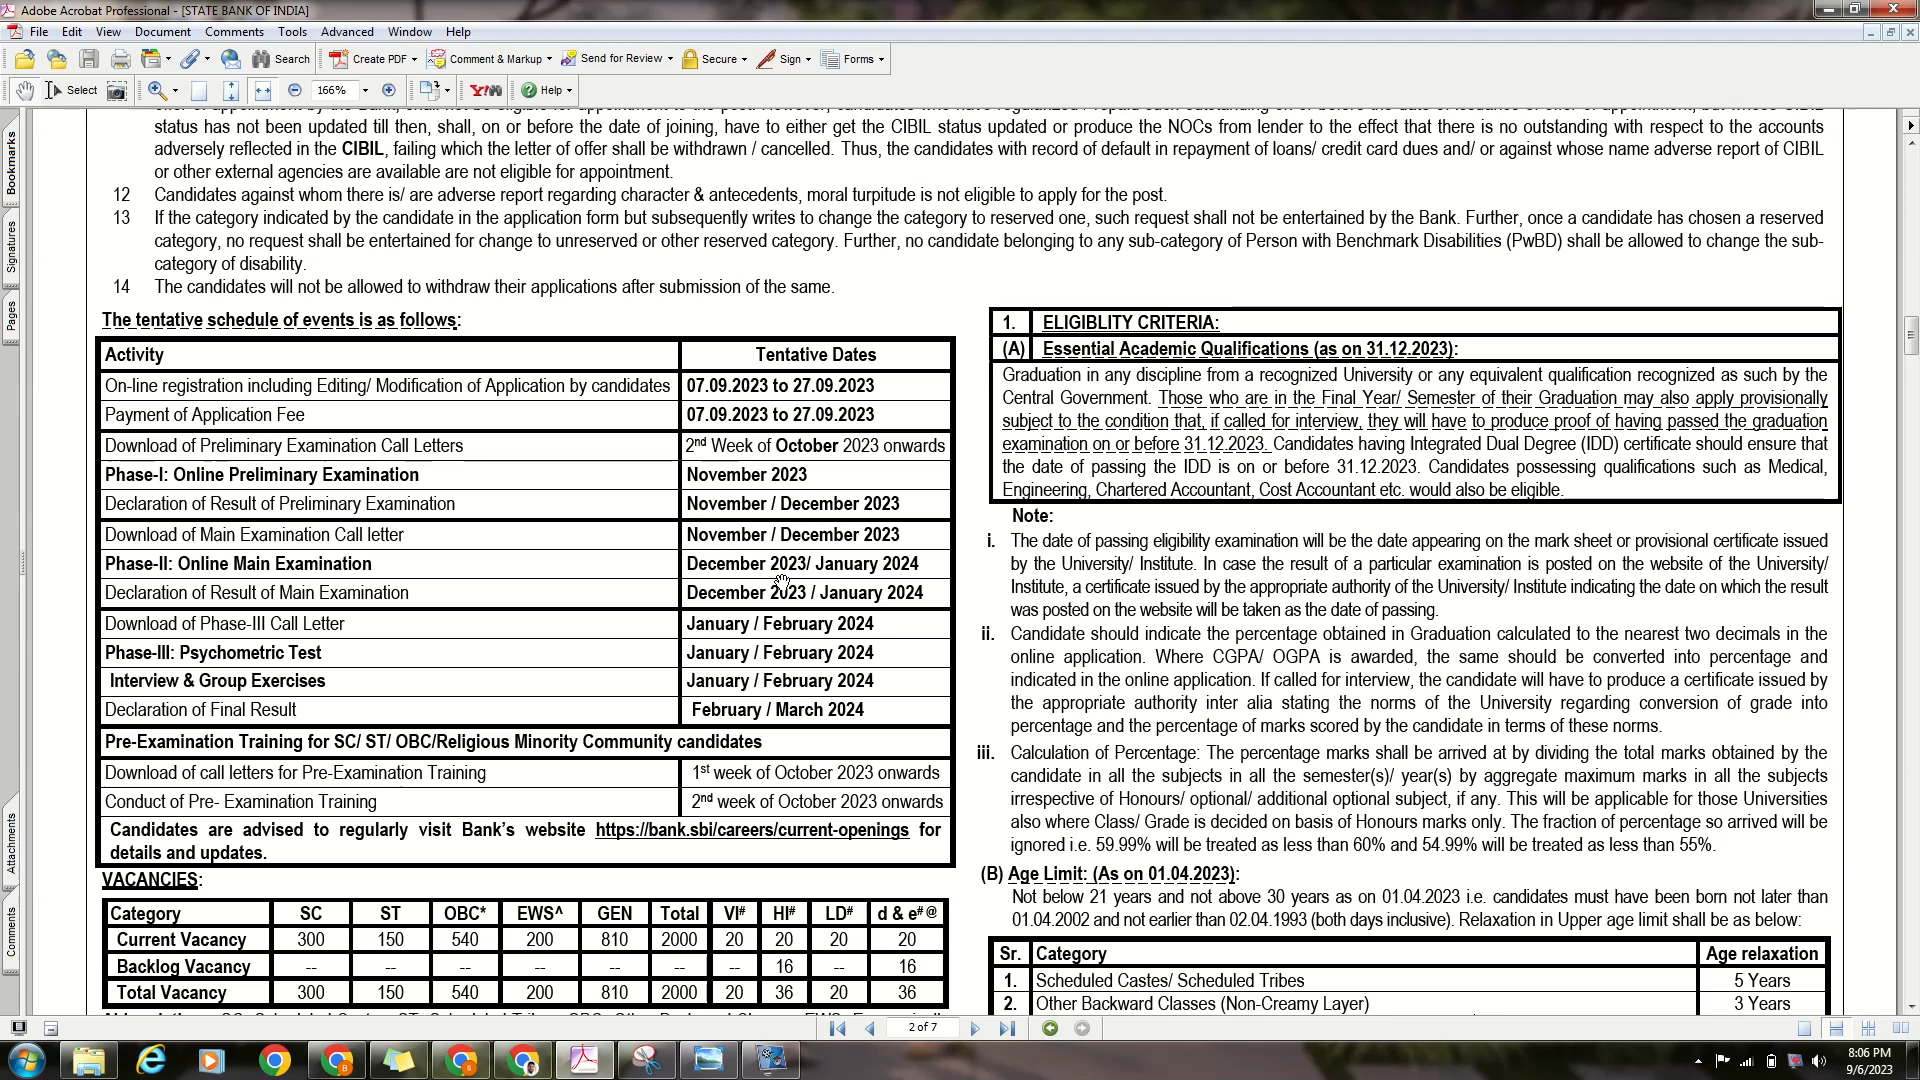 Adobe Acrobat Professional - [STATE BANK OF INDIA]
File Edit View Document Comments Tools Advanced Window Help
Search Create PDF Comment & Markup Send for Review Secure Sign Forms
Select 166% Help
Bookmarks
Signatures
Pages
Attachments
Comments
status has not been updated till then, shall, on or before the date of joining, have to either get the CIBIL status updated or produce the NOCs from lender to the effect that there is no outstanding with respect to the accounts
adversely reflected in the CIBIL, failing which the letter of offer shall be withdrawn / cancelled. Thus, the candidates with record of default in repayment of loans/ credit card dues and/ or against whose name adverse report of CIBIL
or other external agencies are available are not eligible for appointment.
12 Candidates against whom there is/ are adverse report regarding character & antecedents, moral turpitude is not eligible to apply for the post.
13 If the category indicated by the candidate in the application form but subsequently writes to change the category to reserved one, such request shall not be entertained by the Bank. Further, once a candidate has chosen a reserved
category, no request shall be entertained for change to unreserved or other reserved category. Further, no candidate belonging to any sub-category of Person with Benchmark Disabilities (PwBD) shall be allowed to change the sub-
category of disability.
14 The candidates will not be allowed to withdraw their applications after submission of the same.
The tentative schedule of events is as follows:
Activity Tentative Dates
On-line registration including Editing/ Modification of Application by candidates 07.09.2023 to 27.09.2023
Payment of Application Fee 07.09.2023 to 27.09.2023
Download of Preliminary Examination Call Letters 2nd Week of October 2023 onwards
Phase-I: Online Preliminary Examination November 2023
Declaration of Result of Preliminary Examination November / December 2023
Download of Main Examination Call letter November / December 2023
Phase-II: Online Main Examination December 2023/ January 2024
Declaration of Result of Main Examination December 2023 / January 2024
Download of Phase-III Call Letter January / February 2024
Phase-III: Psychometric Test January / February 2024
Interview & Group Exercises January / February 2024
Declaration of Final Result February / March 2024
Pre-Examination Training for SC/ ST/ OBC/Religious Minority Community candidates
Download of call letters for Pre-Examination Training 1st week of October 2023 onwards
Conduct of Pre- Examination Training 2nd week of October 2023 onwards
Candidates are advised to regularly visit Bank's website https://bank.sbi/careers/current-openings for
details and updates.
VACANCIES:
Category SC ST OBC* EWS^ GEN Total VI# HI# LD# d & e#@
Current Vacancy 300 150 540 200 810 2000 20 20 20 20
Backlog Vacancy -- -- -- -- -- -- -- 16 -- 16
Total Vacancy 300 150 540 200 810 2000 20 36 20 36
1. ELIGIBLITY CRITERIA:
(A) Essential Academic Qualifications (as on 31.12.2023):
Graduation in any discipline from a recognized University or any equivalent qualification recognized as such by the
Central Government. Those who are in the Final Year/ Semester of their Graduation may also apply provisionally
subject to the condition that, if called for interview, they will have to produce proof of having passed the graduation
examination on or before 31.12.2023. Candidates having Integrated Dual Degree (IDD) certificate should ensure that
the date of passing the IDD is on or before 31.12.2023. Candidates possessing qualifications such as Medical,
Engineering, Chartered Accountant, Cost Accountant etc. would also be eligible.
Note:
i. The date of passing eligibility examination will be the date appearing on the mark sheet or provisional certificate issued
by the University/ Institute. In case the result of a particular examination is posted on the website of the University/
Institute, a certificate issued by the appropriate authority of the University/ Institute indicating the date on which the result
was posted on the website will be taken as the date of passing.
ii. Candidate should indicate the percentage obtained in Graduation calculated to the nearest two decimals in the
online application. Where CGPA/ OGPA is awarded, the same should be converted into percentage and
indicated in the online application. If called for interview, the candidate will have to produce a certificate issued by
the appropriate authority inter alia stating the norms of the University regarding conversion of grade into
percentage and the percentage of marks scored by the candidate in terms of these norms.
iii. Calculation of Percentage: The percentage marks shall be arrived at by dividing the total marks obtained by the
candidate in all the subjects in all the semester(s)/ year(s) by aggregate maximum marks in all the subjects
irrespective of Honours/ optional/ additional optional subject, if any. This will be applicable for those Universities
also where Class/ Grade is decided on basis of Honours marks only. The fraction of percentage so arrived will be
ignored i.e. 59.99% will be treated as less than 60% and 54.99% will be treated as less than 55%.
(B) Age Limit: (As on 01.04.2023):
Not below 21 years and not above 30 years as on 01.04.2023 i.e. candidates must have been born not later than
01.04.2002 and not earlier than 02.04.1993 (both days inclusive). Relaxation in Upper age limit shall be as below:
Sr. Category Age relaxation
1. Scheduled Castes/ Scheduled Tribes 5 Years
2. Other Backward Classes (Non-Creamy Layer) 3 Years
2 of 7
8:06 PM
9/6/2023